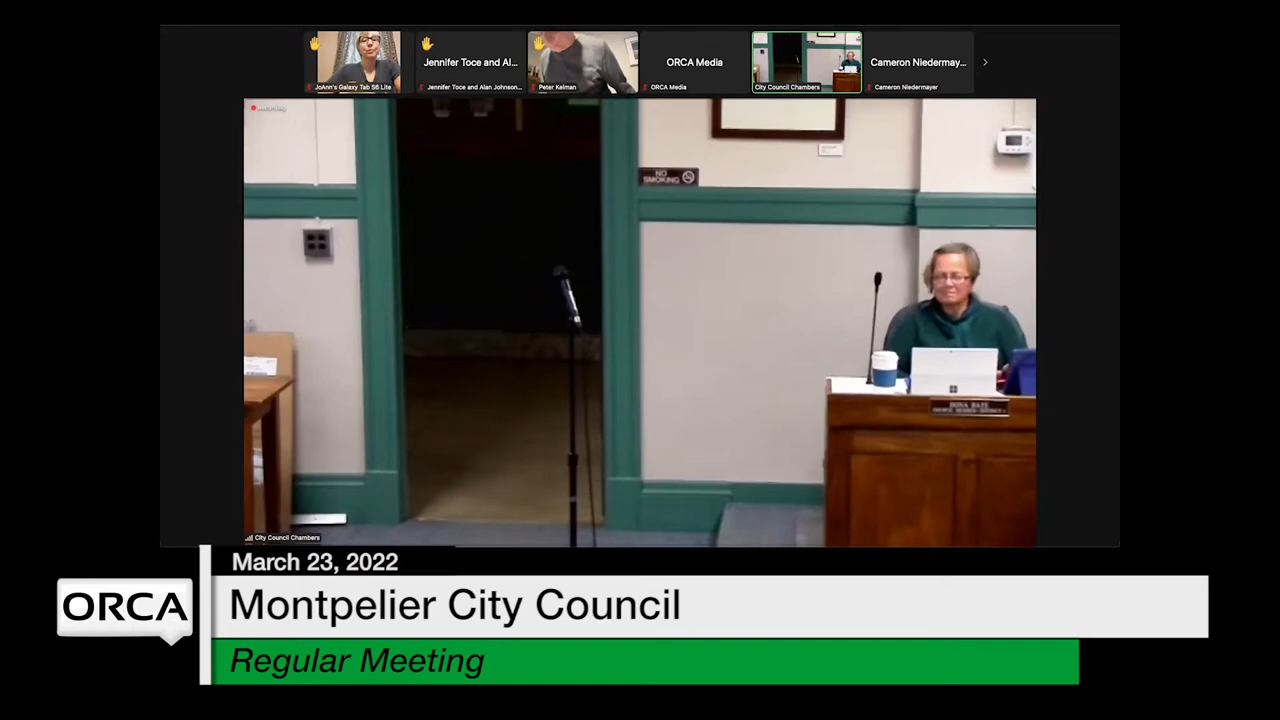 Jennifer Toce and Al...
ORCA Media
Cameron Niedermay...
JoAnn's Galaxy Tab S6 Lite
Jennifer Toce and Alan Johnson...
Peter Kelman
ORCA Media
City Council Chambers
Cameron Niedermayer
NO
SMOKING
DONA BATE
City Council Chambers
March 23, 2022
ORCA
Montpelier City Council
Regular Meeting